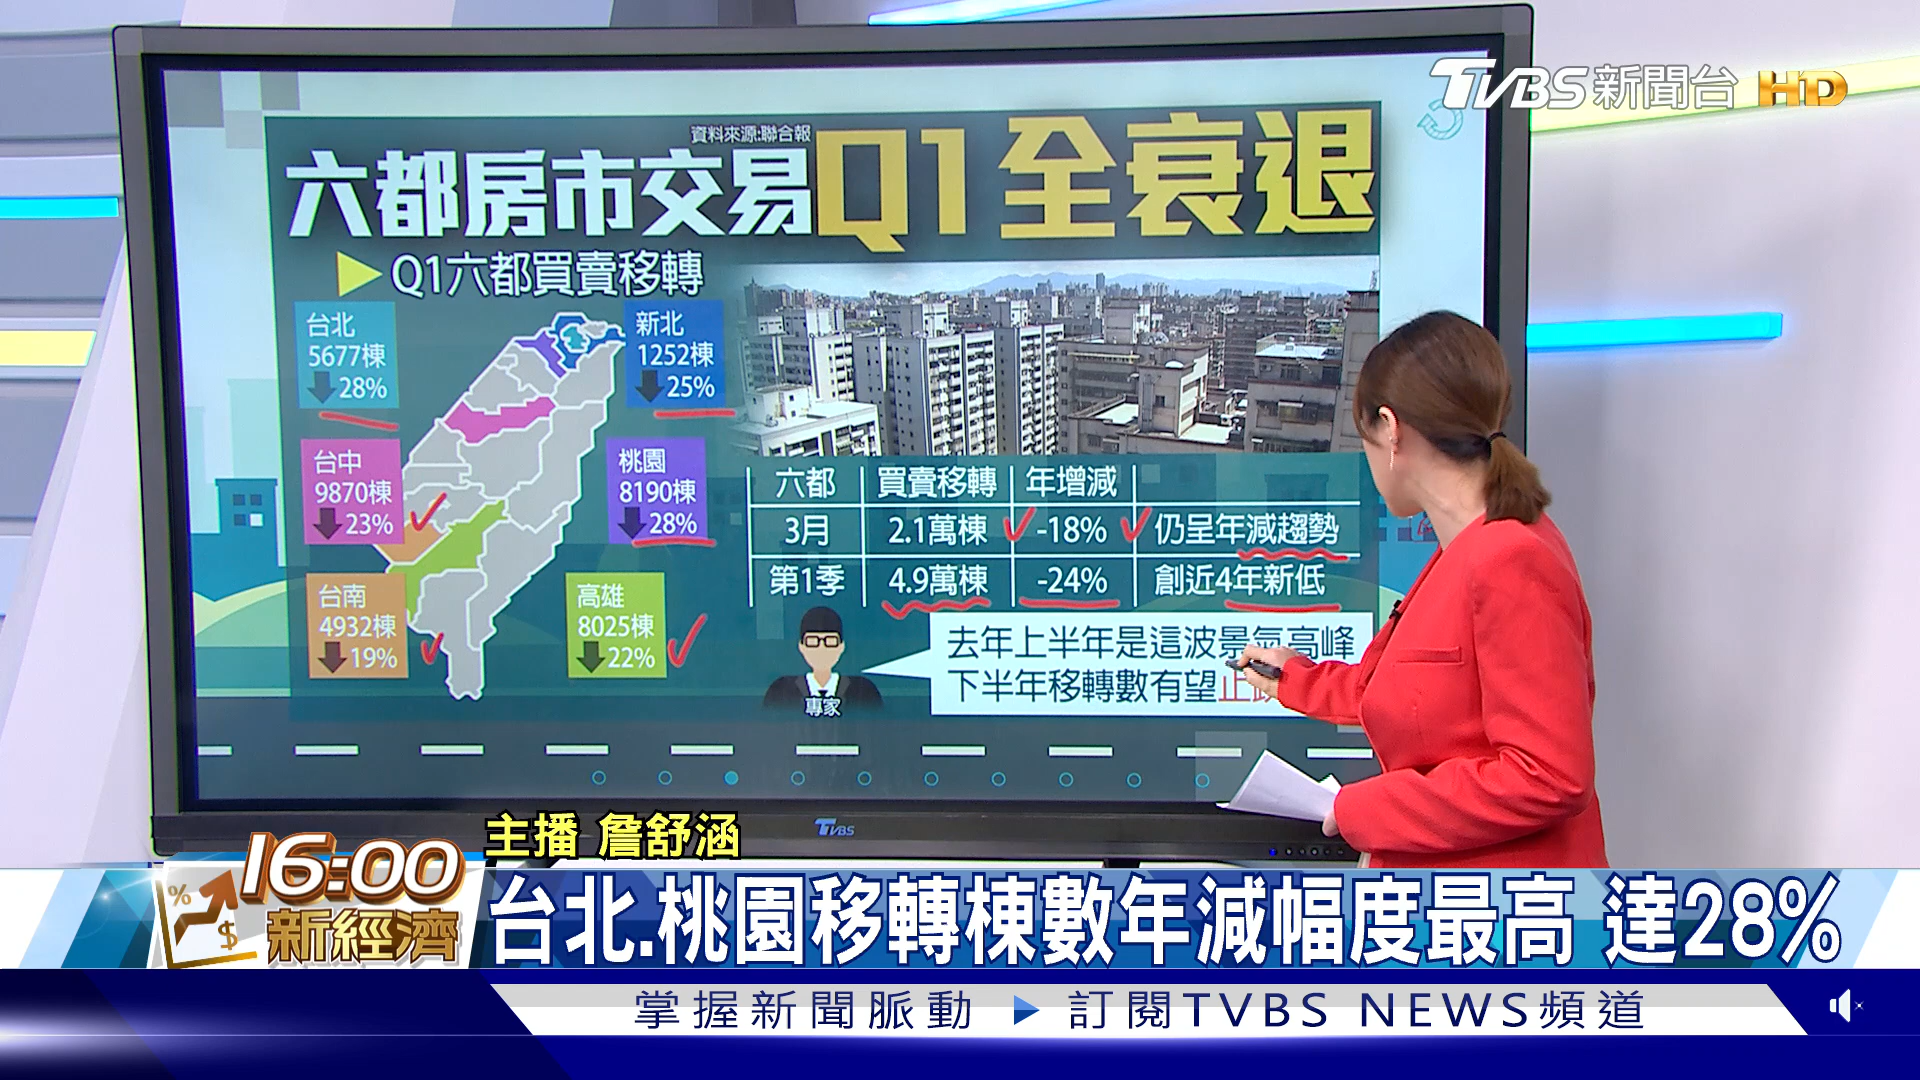 TVBS新聞台 HD
資料來源:聯合報
六都房市交易Q1全衰退
Q1六都買賣移轉
台北
5677棟
28%
新北
1252棟
25%
台中
9870棟
23%
桃園
8190棟
28%
台南
4932棟
19%
高雄
8025棟
22%
六都 買賣移轉 年增減
3月 2.1萬棟 -18% 仍呈年減趨勢
第1季 4.9萬棟 -24% 創近4年新低
去年上半年是這波景氣高峰
下半年移轉數有望止
專家
TVBS
主播 詹舒涵
16:00
% $
新經濟
台北.桃園移轉棟數年減幅度最高 達28%
掌握新聞脈動 訂閱TVBS NEWS頻道